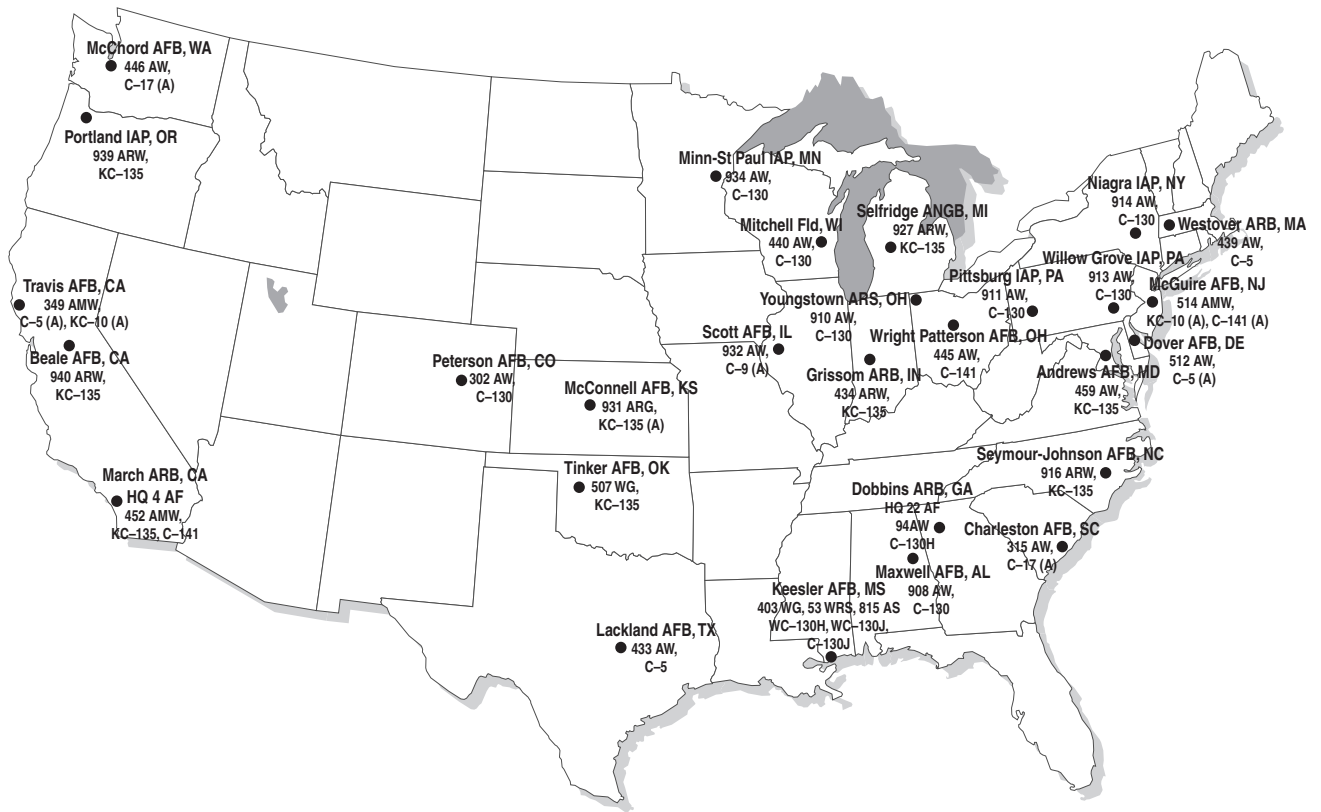 McChord AFB, WA
446 AW,
C–17 (A)
Portland IAP, OR
939 ARW,
KC–135
Travis AFB, CA
349 AMW,
C–5 (A), KC–10 (A)
Beale AFB, CA
940 ARW,
KC–135
March ARB, CA
HQ 4 AF
452 AMW,
KC–135, C–141
Peterson AFB, CO
302 AW,
C–130
McConnell AFB, KS
931 ARG,
KC–135 (A)
Tinker AFB, OK
507 WG,
KC–135
Lackland AFB, TX
433 AW,
C–5
Minn-St Paul IAP, MN
934 AW,
C–130
Mitchell Fld, WI
440 AW,
C–130
Selfridge ANGB, MI
927 ARW,
KC–135
Scott AFB, IL
932 AW,
C–9 (A)
Youngstown ARS, OH
910 AW,
C–130
Grissom ARB, IN
434 ARW,
KC–135
Wright Patterson AFB, OH
445 AW,
C–141
Pittsburg IAP, PA
911 AW,
C–130
Niagra IAP, NY
914 AW,
C–130
Westover ARB, MA
439 AW,
C–5
Willow Grove IAP, PA
913 AW,
C–130
McGuire AFB, NJ
514 AMW,
KC–10 (A), C–141 (A)
Dover AFB, DE
512 AW,
C–5 (A)
Andrews AFB, MD
459 AW,
KC–135
Seymour-Johnson AFB, NC
916 ARW,
KC–135
Dobbins ARB, GA
HQ 22 AF
94AW
C–130H
Charleston AFB, SC
315 AW,
C–17 (A)
Maxwell AFB, AL
908 AW,
C–130
Keesler AFB, MS
403 WG, 53 WRS, 815 AS
WC–130H, WC–130J,
C–130J